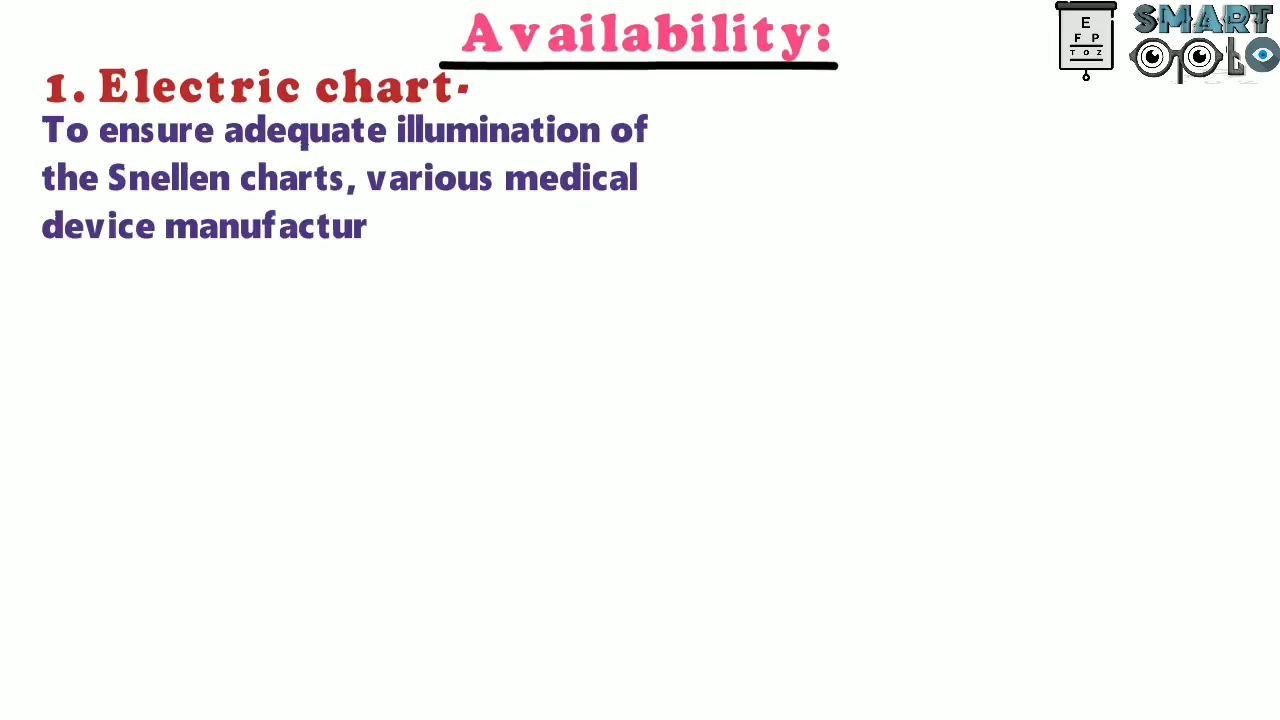 Availability:
E
F P
T O Z
SMART
1. Electric chart-
To ensure adequate illumination of
the Snellen charts, various medical
device manufactur